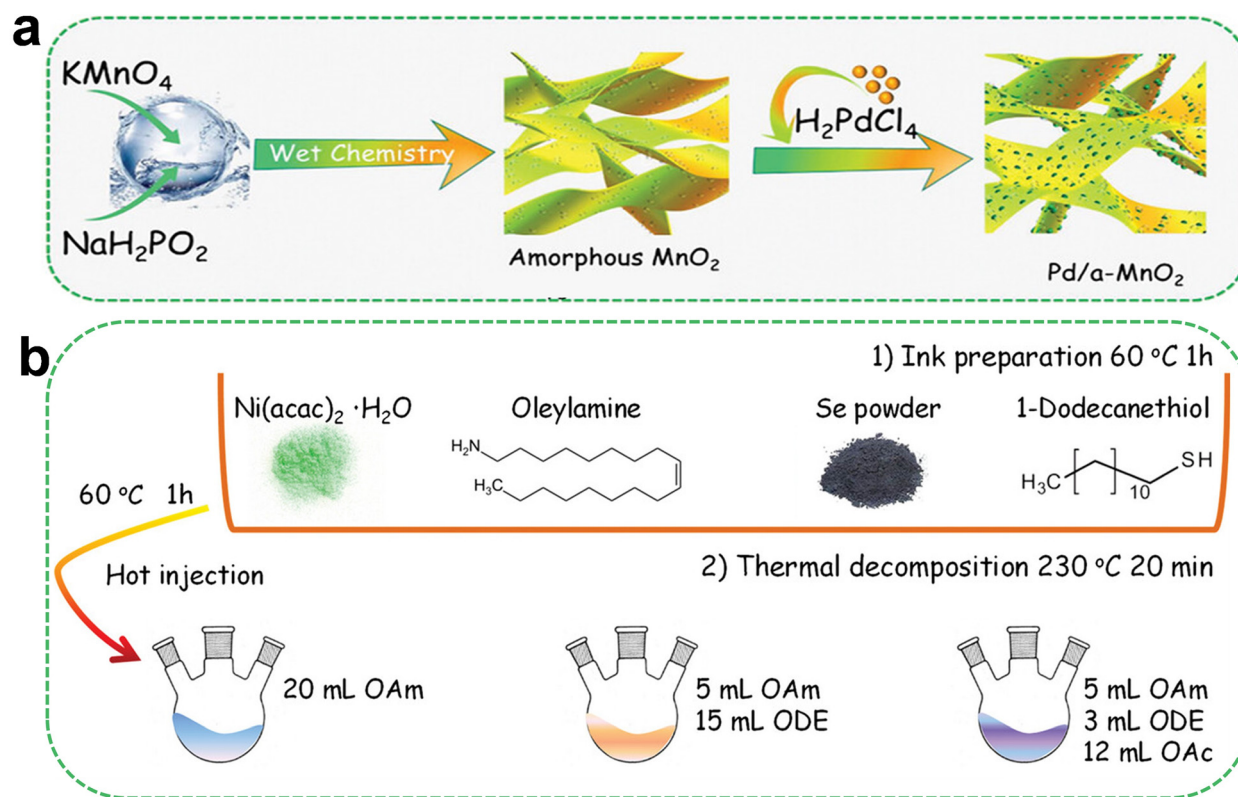 a
KMnO₄
NaH₂PO₂
Wet Chemistry
Amorphous MnO₂
H₂PdCl₄
Pd/a-MnO₂
b
1) Ink preparation 60 °C 1h
Ni(acac)₂ ·H₂O
Oleylamine
Se powder
1-Dodecanethiol
H₂N
H₃C
H₃C
10
SH
60 °C 1h
Hot injection
2) Thermal decomposition 230 °C 20 min
20 mL OAm
5 mL OAm
15 mL ODE
5 mL OAm
3 mL ODE
12 mL OAc